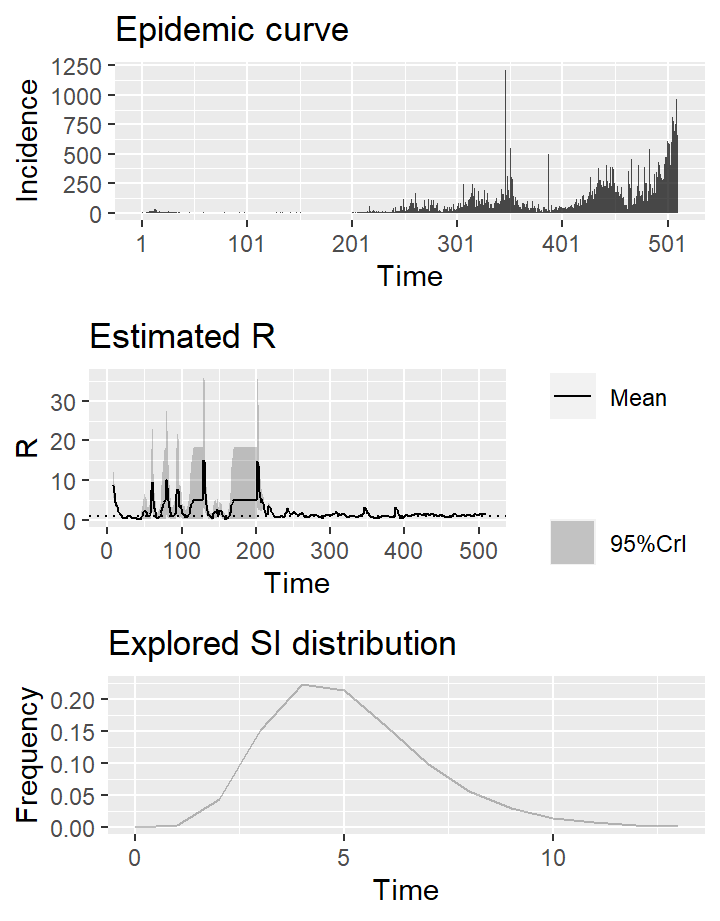 Epidemic curve
1250
1000
750
500
250
0
Incidence
1 101 201 301 401 501
Time
Estimated R
30
20
10
0
R
0 100 200 300 400 500
Time
Mean
95%CrI
Explored SI distribution
0.20
0.15
0.10
0.05
0.00
Frequency
0 5 10
Time